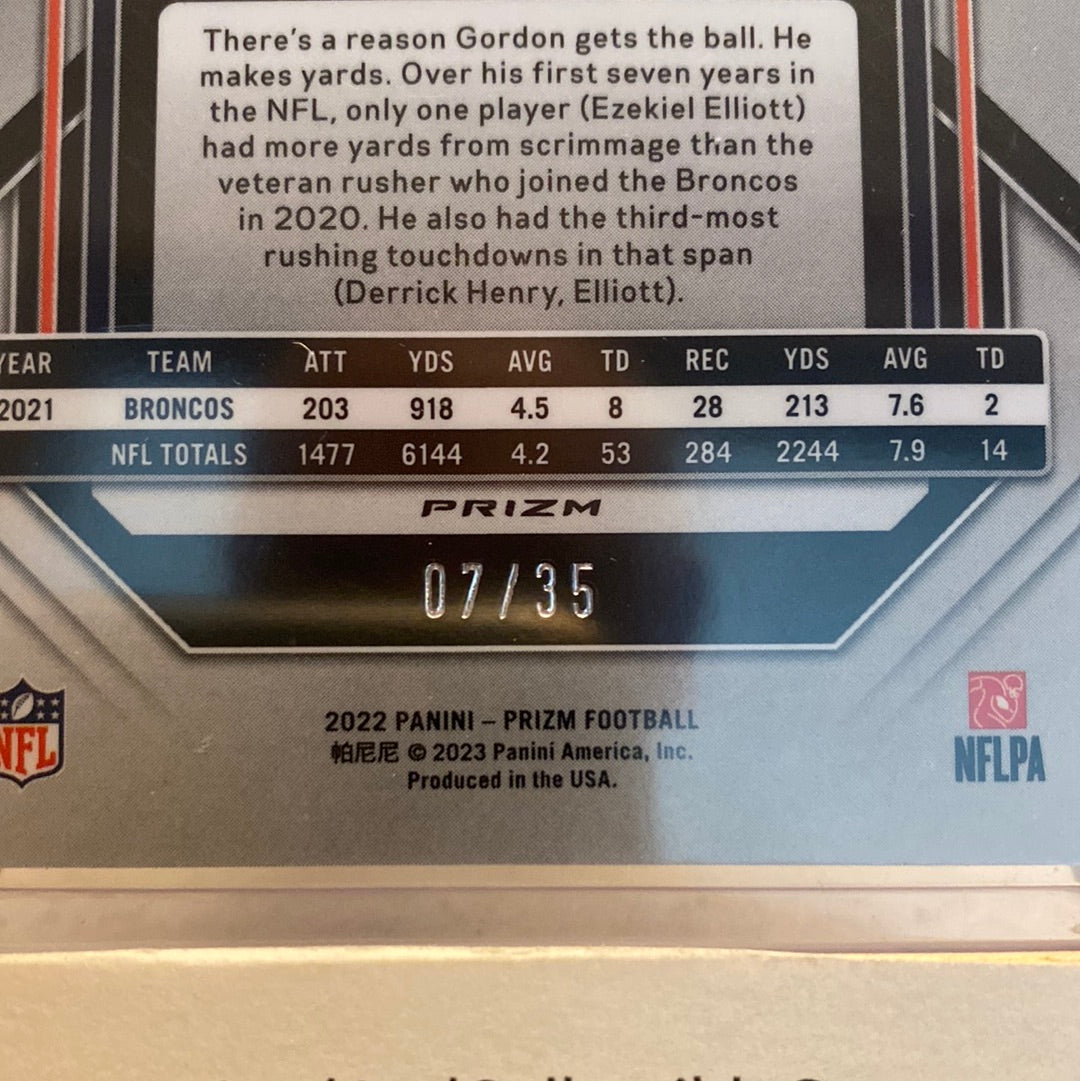 There's a reason Gordon gets the ball. He
makes yards. Over his first seven years in
the NFL, only one player (Ezekiel Elliott)
had more yards from scrimmage than the
veteran rusher who joined the Broncos
in 2020. He also had the third-most
rushing touchdowns in that span
(Derrick Henry, Elliott).
YEAR TEAM ATT YDS AVG TD REC YDS AVG TD
2021 BRONCOS 203 918 4.5 8 28 213 7.6 2
NFL TOTALS 1477 6144 4.2 53 284 2244 7.9 14
PRIZM
07/35
2022 PANINI – PRIZM FOOTBALL
帕尼尼 © 2023 Panini America, Inc.
Produced in the USA.
NFL
NFLPA